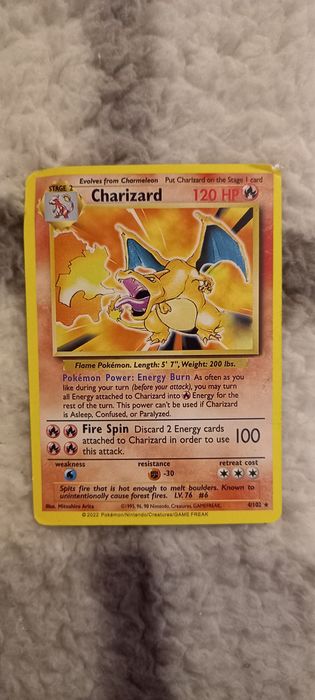 Evolves from Charmeleon Put Charizard on the Stage 1 card
STAGE 2
Charizard 120 HP
Flame Pokémon. Length: 5' 7", Weight: 200 lbs.
Pokémon Power: Energy Burn As often as you
like during your turn (before your attack), you may turn
all Energy attached to Charizard into Energy for the
rest of the turn. This power can't be used if Charizard
is Asleep, Confused, or Paralyzed.
Fire Spin Discard 2 Energy cards
attached to Charizard in order to use 100
this attack.
weakness resistance retreat cost
-30
Spits fire that is hot enough to melt boulders. Known to
unintentionally cause forest fires. LV. 76 #6
Illus. Mitsuhiro Arita ©1995, 96, 98 Nintendo, Creatures, GAMEFREAK. 4/102 ★
© 2022 Pokémon/Nintendo/Creatures/GAME FREAK